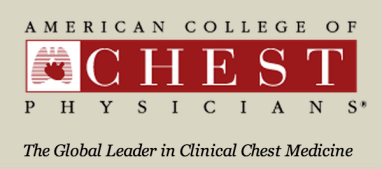 AMERICAN COLLEGE OF
CHEST
PHYSICIANS®
The Global Leader in Clinical Chest Medicine